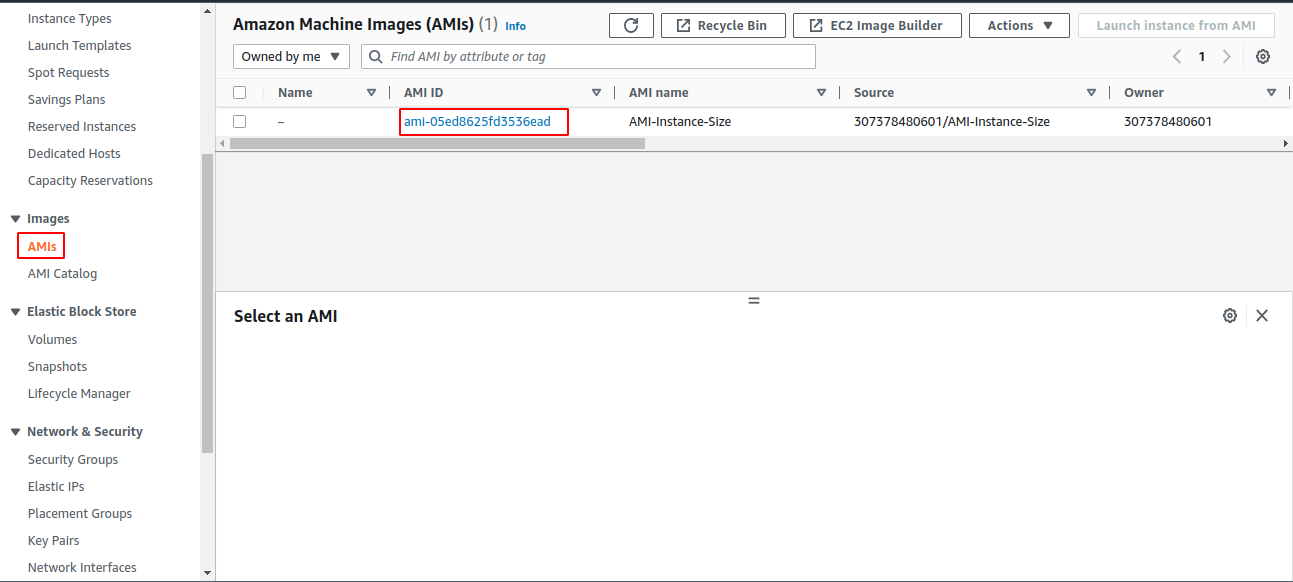 Instance Types
Launch Templates
Spot Requests
Savings Plans
Reserved Instances
Dedicated Hosts
Capacity Reservations
Images
AMIs
AMI Catalog
Elastic Block Store
Volumes
Snapshots
Lifecycle Manager
Network & Security
Security Groups
Elastic IPs
Placement Groups
Key Pairs
Network Interfaces
Amazon Machine Images (AMIs) (1) Info
Recycle Bin
EC2 Image Builder
Actions
Launch instance from AMI
Owned by me
Find AMI by attribute or tag
1
Name AMI ID AMI name Source Owner
– ami-05ed8625fd3536ead AMI-Instance-Size 307378480601/AMI-Instance-Size 307378480601
Select an AMI